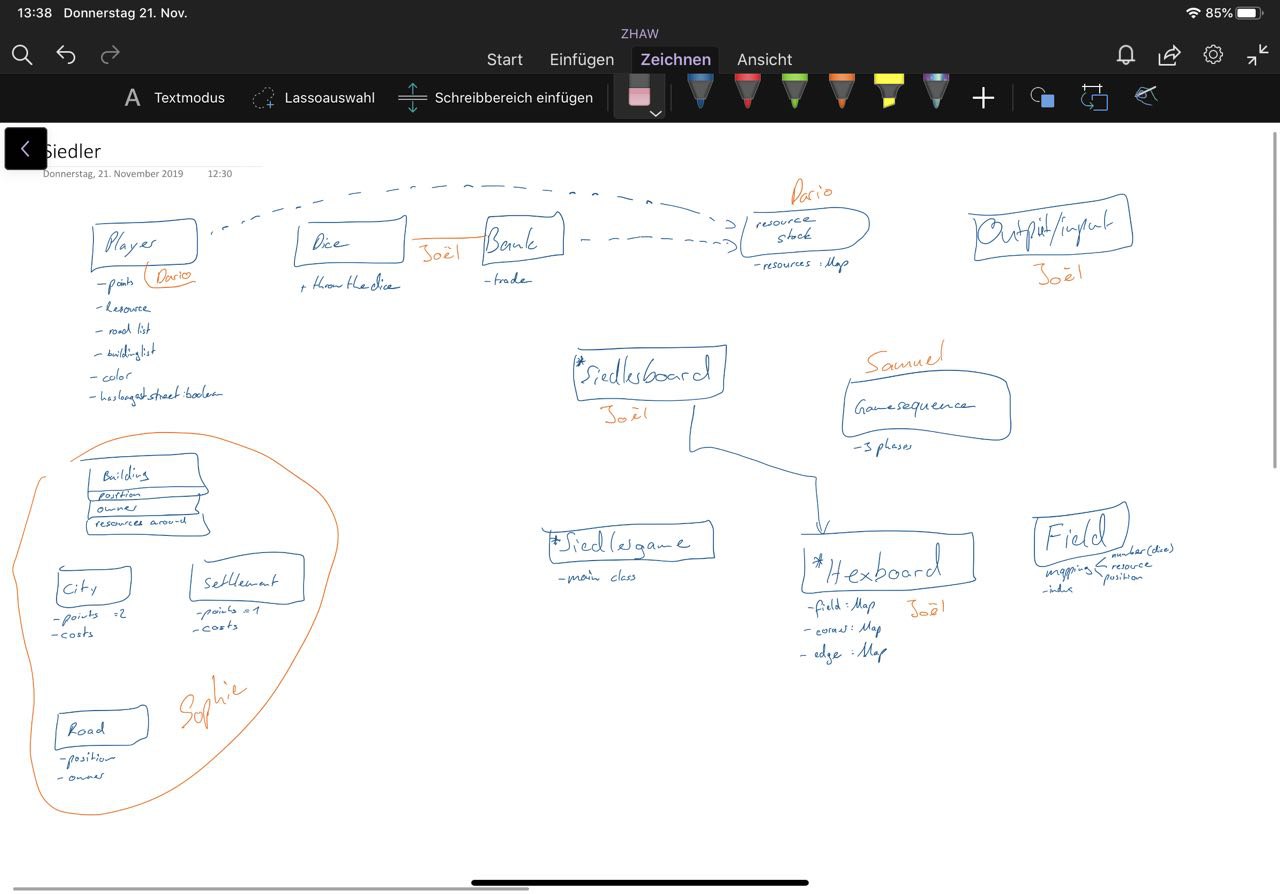 13:38 Donnerstag 21. Nov.
85%
ZHAW
Start Einfügen Zeichnen Ansicht
A Textmodus Lassoauswahl Schreibbereich einfügen
Siedler
Donnerstag, 21. November 2019 12:30
Player
Dario
- points
- Resource
- road list
- buildinglist
- color
- haslongeststreet:boolean
Dice
+ throw the dice
Joël
Bank
- trade
Dario
resource
stock
- resources : Map
Output/input
Joël
*Siedlerboard
Joël
Samuel
Gamesequence
- 3 phases
Building
position
owner
resources around
City
- points =2
- costs
Settlement
- points =1
- costs
Sophie
Road
- position
- owner
*Siedlergame
- main class
*Hexboard
Joël
- field : Map
- corner : Map
- edge : Map
Field
mapping
number(dice)
resource
position
- index